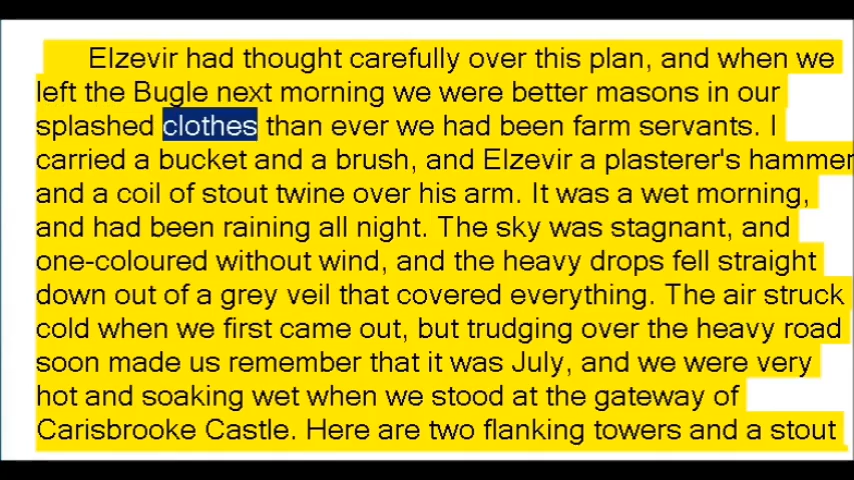 Elzevir had thought carefully over this plan, and when we
left the Bugle next morning we were better masons in our
splashed clothes than ever we had been farm servants. I
carried a bucket and a brush, and Elzevir a plasterer's hammer
and a coil of stout twine over his arm. It was a wet morning,
and had been raining all night. The sky was stagnant, and
one-coloured without wind, and the heavy drops fell straight
down out of a grey veil that covered everything. The air struck
cold when we first came out, but trudging over the heavy road
soon made us remember that it was July, and we were very
hot and soaking wet when we stood at the gateway of
Carisbrooke Castle. Here are two flanking towers and a stout